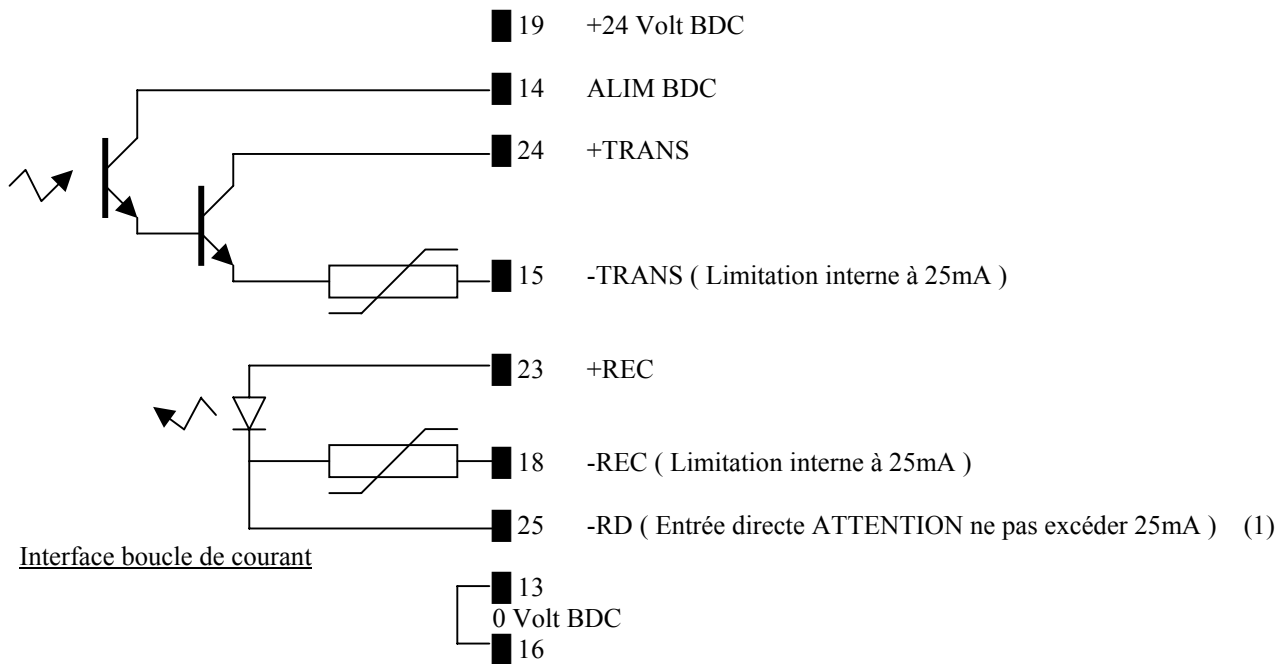 19 +24 Volt BDC
14 ALIM BDC
24 +TRANS
15 -TRANS ( Limitation interne à 25mA )
23 +REC
18 -REC ( Limitation interne à 25mA )
25 -RD ( Entrée directe ATTENTION ne pas excéder 25mA ) (1)
Interface boucle de courant
13
0 Volt BDC
16